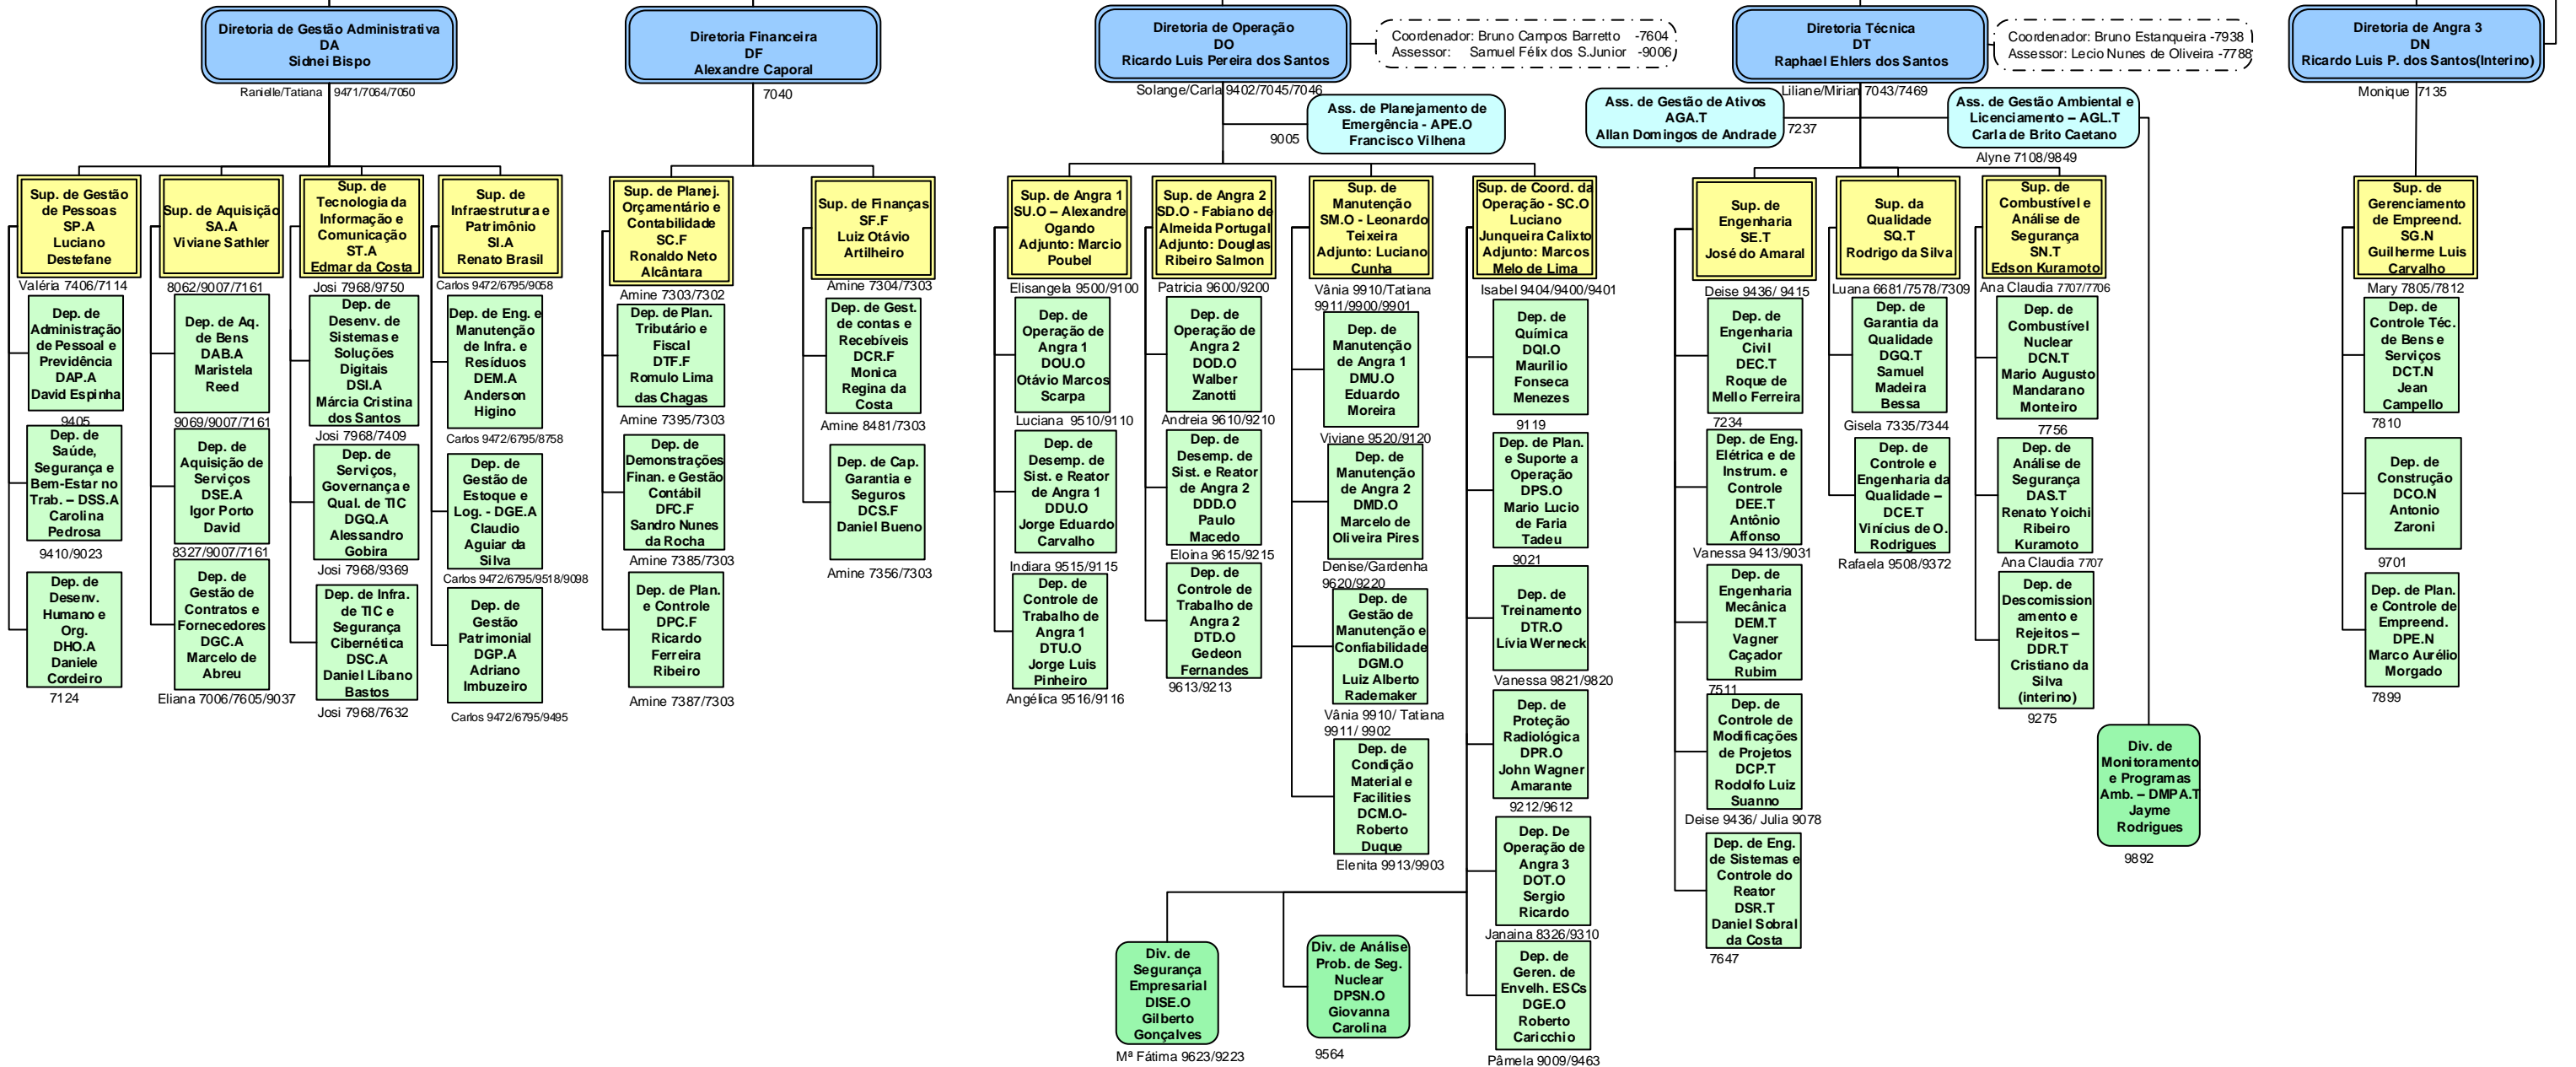 Diretoria de Gestão Administrativa
DA
Sidnei Bispo
Ranielle/Tatiana 9471/7064/7050
Sup. de Gestão
de Pessoas
SP.A
Luciano
Destefane
Valéria 7406/7114
Dep. de
Administração
de Pessoal e
Previdência
DAP.A
David Espinha
9405
Dep. de
Saúde,
Segurança e
Bem-Estar no
Trab. – DSS.A
Carolina
Pedrosa
9410/9023
Dep. de
Desenv.
Humano e
Org.
DHO.A
Daniele
Cordeiro
7124
Sup. de Aquisição
SA.A
Viviane Sathler
8062/9007/7161
Dep. de Aq.
de Bens
DAB.A
Maristela
Reed
9069/9007/7161
Dep. de
Aquisição de
Serviços
DSE.A
Igor Porto
David
8327/9007/7161
Dep. de
Gestão de
Contratos e
Fornecedores
DGC.A
Marcelo de
Abreu
Eliana 7006/7605/9037
Sup. de
Tecnologia da
Informação e
Comunicação
ST.A
Edmar da Costa
Josi 7968/9750
Dep. de
Desenv. de
Sistemas e
Soluções
Digitais
DSI.A
Márcia Cristina
dos Santos
Josi 7968/7409
Dep. de
Serviços,
Governança e
Qual. de TIC
DGQ.A
Alessandro
Gobira
Josi 7968/9369
Dep. de Infra.
de TIC e
Segurança
Cibernética
DSC.A
Daniel Líbano
Bastos
Josi 7968/7632
Sup. de
Infraestrutura e
Patrimônio
SI.A
Renato Brasil
Carlos 9472/6795/9058
Dep. de Eng. e
Manutenção
de Infra. e
Resíduos
DEM.A
Anderson
Higino
Carlos 9472/6795/8758
Dep. de
Gestão de
Estoque e
Log. - DGE.A
Claudio
Aguiar da
Silva
Carlos 9472/6795/9518/9098
Dep. de
Gestão
Patrimonial
DGP.A
Adriano
Imbuzeiro
Carlos 9472/6795/9495
Diretoria Financeira
DF
Alexandre Caporal
7040
Sup. de Planej.
Orçamentário e
Contabilidade
SC.F
Ronaldo Neto
Alcântara
Amine 7303/7302
Dep. de Plan.
Tributário e
Fiscal
DTF.F
Romulo Lima
das Chagas
Amine 7395/7303
Dep. de
Demonstrações
Finan. e Gestão
Contábil
DFC.F
Sandro Nunes
da Rocha
Amine 7385/7303
Dep. de Plan.
e Controle
DPC.F
Ricardo
Ferreira
Ribeiro
Amine 7387/7303
Sup. de Finanças
SF.F
Luiz Otávio
Artilheiro
Amine 7304/7303
Dep. de Gest.
de contas e
Recebíveis
DCR.F
Monica
Regina da
Costa
Amine 8481/7303
Dep. de Cap.
Garantia e
Seguros
DCS.F
Daniel Bueno
Amine 7356/7303
Diretoria de Operação
DO
Ricardo Luis Pereira dos Santos
Coordenador: Bruno Campos Barretto -7604
Assessor: Samuel Félix dos S.Junior -9006
Solange/Carla 9402/7045/7046
Ass. de Planejamento de
Emergência - APE.O
Francisco Vilhena
9005
Sup. de Angra 1
SU.O – Alexandre
Ogando
Adjunto: Marcio
Poubel
Elisangela 9500/9100
Dep. de
Operação de
Angra 1
DOU.O
Otávio Marcos
Scarpa
Luciana 9510/9110
Dep. de
Desemp. de
Sist. e Reator
de Angra 1
DDU.O
Jorge Eduardo
Carvalho
Indiara 9515/9115
Dep. de
Controle de
Trabalho de
Angra 1
DTU.O
Jorge Luis
Pinheiro
Angélica 9516/9116
Sup. de Angra 2
SD.O - Fabiano de
Almeida Portugal
Adjunto: Douglas
Ribeiro Salmon
Patrícia 9600/9200
Dep. de
Operação de
Angra 2
DOD.O
Walber
Zanotti
Andreia 9610/9210
Dep. de
Desemp. de
Sist. e Reator
de Angra 2
DDD.O
Paulo
Macedo
Eloina 9615/9215
Dep. de
Controle de
Trabalho de
Angra 2
DTD.O
Gedeon
Fernandes
9613/9213
Sup. de
Manutenção
SM.O - Leonardo
Teixeira
Adjunto: Luciano
Cunha
Vânia 9910/Tatiana
9911/9900/9901
Dep. de
Manutenção
de Angra 1
DMU.O
Eduardo
Moreira
Viviane 9520/9120
Dep. de
Manutenção
de Angra 2
DMD.O
Marcelo de
Oliveira Pires
Denise/Gardenha
9620/9220
Dep. de
Gestão de
Manutenção e
Confiabilidade
DGM.O
Luiz Alberto
Rademaker
Vânia 9910/ Tatiana
9911/ 9902
Dep. de
Condição
Material e
Facilities
DCM.O-
Roberto
Duque
Elenita 9913/9903
Sup. de Coord. da
Operação - SC.O
Luciano
Junqueira Calixto
Adjunto: Marcos
Melo de Lima
Isabel 9404/9400/9401
Dep. de
Química
DQI.O
Maurilio
Fonseca
Menezes
9119
Dep. de Plan.
e Suporte a
Operação
DPS.O
Mario Lucio
de Faria
Tadeu
9021
Dep. de
Treinamento
DTR.O
Lívia Werneck
Vanessa 9821/9820
Dep. de
Proteção
Radiológica
DPR.O
John Wagner
Amarante
9212/9612
Dep. De
Operação de
Angra 3
DOT.O
Sergio
Ricardo
Janaina 8326/9310
Dep. de
Geren. de
Envelh. ESCs
DGE.O
Roberto
Caricchio
Pâmela 9009/9463
Div. de
Segurança
Empresarial
DISE.O
Gilberto
Gonçalves
Mª Fátima 9623/9223
Div. de Análise
Prob. de Seg.
Nuclear
DPSN.O
Giovanna
Carolina
9564
Diretoria Técnica
DT
Raphael Ehlers dos Santos
Coordenador: Bruno Estanqueira -7938
Assessor: Lecio Nunes de Oliveira -7788
Liliane/Mirian 7043/7469
Ass. de Gestão de Ativos
AGA.T
Allan Domingos de Andrade
7237
Ass. de Gestão Ambiental e
Licenciamento – AGL.T
Carla de Brito Caetano
Alyne 7108/9849
Sup. de
Engenharia
SE.T
José do Amaral
Deise 9436/ 9415
Dep. de
Engenharia
Civil
DEC.T
Roque de
Mello Ferreira
7234
Dep. de Eng.
Elétrica e de
Instrum. e
Controle
DEE.T
Antônio
Affonso
Vanessa 9413/9031
Dep. de
Engenharia
Mecânica
DEM.T
Vagner
Caçador
Rubim
7511
Dep. de
Controle de
Modificações
de Projetos
DCP.T
Rodolfo Luiz
Suanno
Deise 9436/ Julia 9078
Dep. de Eng.
de Sistemas e
Controle do
Reator
DSR.T
Daniel Sobral
da Costa
7647
Sup. da
Qualidade
SQ.T
Rodrigo da Silva
Luana 6681/7578/7309
Dep. de
Garantia da
Qualidade
DGQ.T
Samuel
Madeira
Bessa
Gisela 7335/7344
Dep. de
Controle e
Engenharia da
Qualidade –
DCE.T
Vinícius de O.
Rodrigues
Rafaela 9508/9372
Sup. de
Combustível e
Análise de
Segurança
SN.T
Edson Kuramoto
Ana Claudia 7707/7706
Dep. de
Combustível
Nuclear
DCN.T
Mario Augusto
Mandarano
Monteiro
7756
Dep. de
Análise de
Segurança
DAS.T
Renato Yoichi
Ribeiro
Kuramoto
Ana Claudia 7707
Dep. de
Descomission
amento e
Rejeitos –
DDR.T
Cristiano da
Silva
(interino)
9275
Div. de
Monitoramento
e Programas
Amb. – DMPA.T
Jayme
Rodrigues
9892
Diretoria de Angra 3
DN
Ricardo Luis P. dos Santos(Interino)
Monique 7135
Sup. de
Gerenciamento
de Empreend.
SG.N
Guilherme Luis
Carvalho
Mary 7805/7812
Dep. de
Controle Téc.
de Bens e
Serviços
DCT.N
Jean
Campello
7810
Dep. de
Construção
DCO.N
Antonio
Zaroni
9701
Dep. de Plan.
e Controle de
Empreend.
DPE.N
Marco Aurélio
Morgado
7899